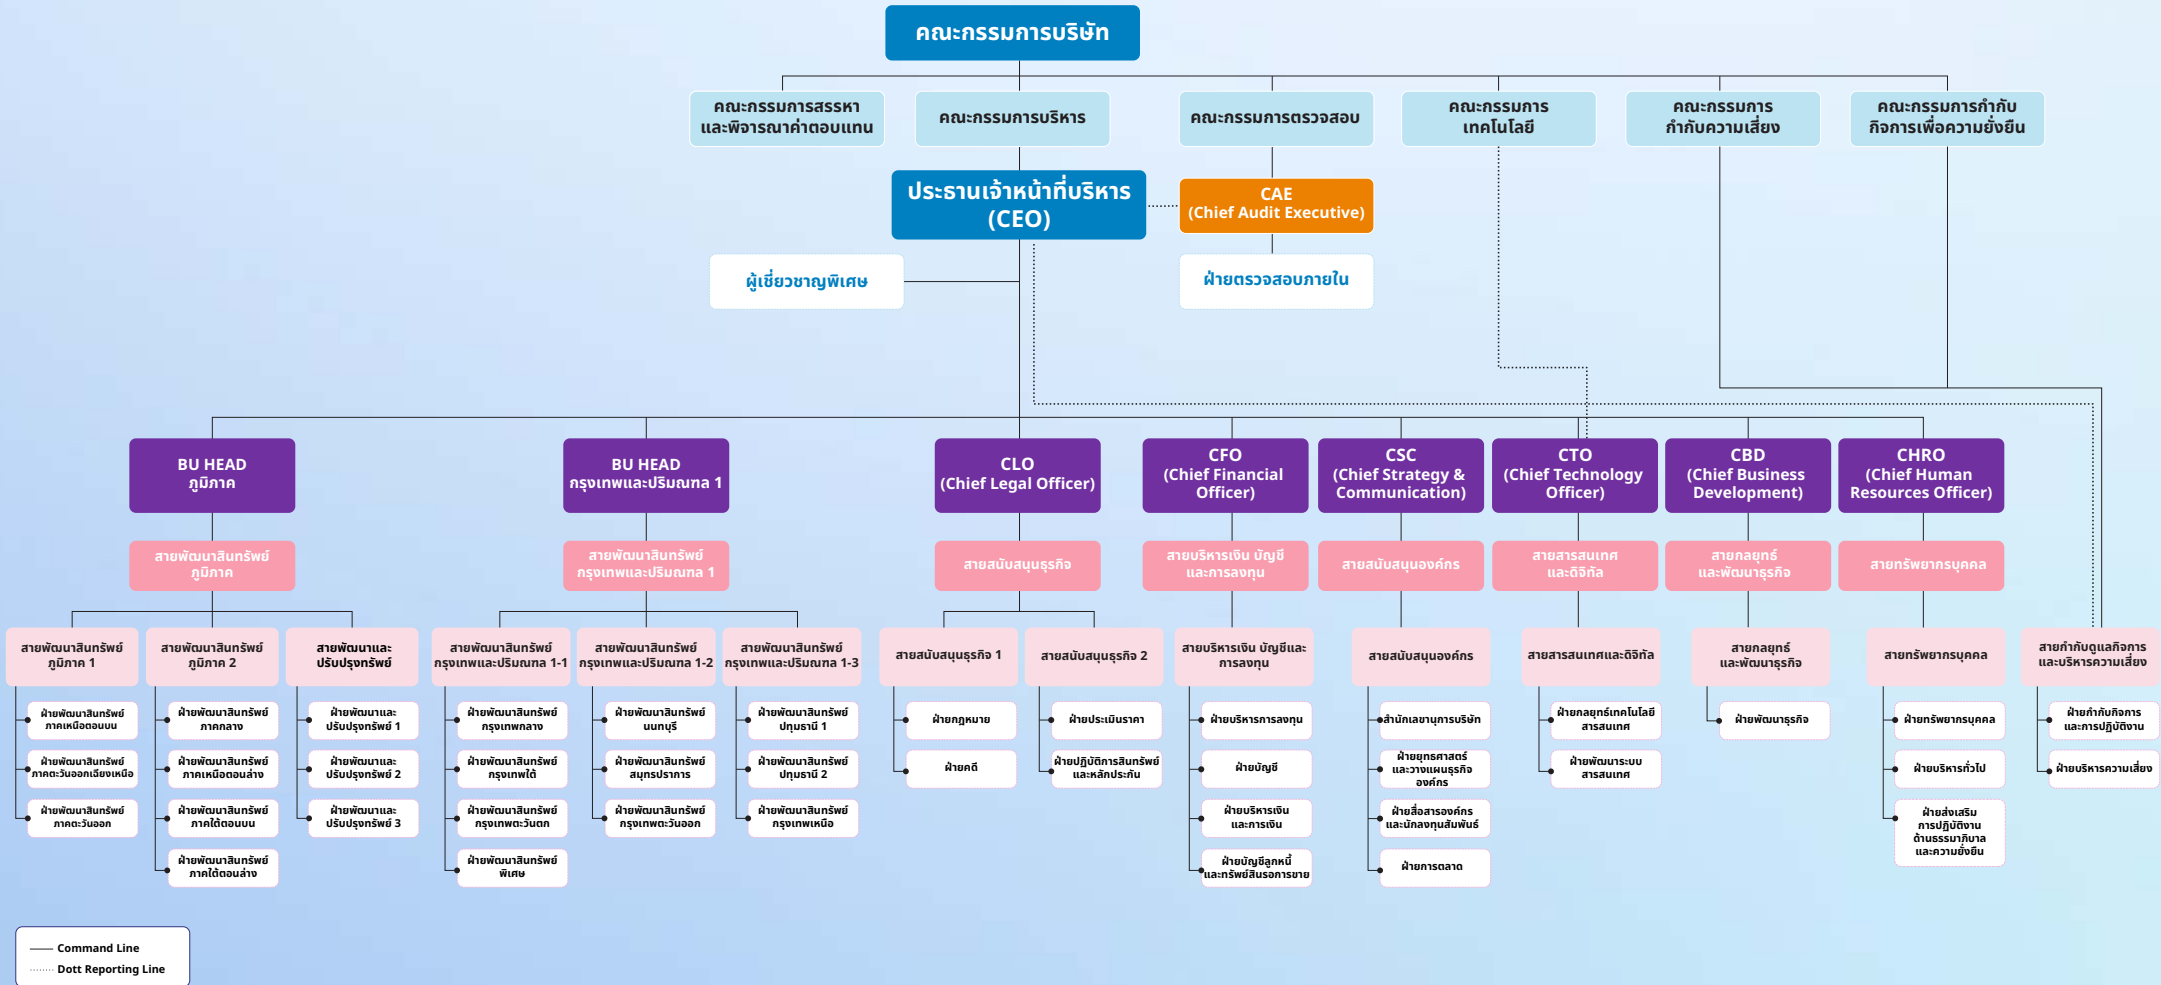 คณะกรรมการบริษัท
คณะกรรมการสรรหา
และพิจารณาค่าตอบแทน
คณะกรรมการบริหาร
คณะกรรมการตรวจสอบ
คณะกรรมการ
เทคโนโลยี
คณะกรรมการ
กำกับความเสี่ยง
คณะกรรมการกำกับ
กิจการเพื่อความยั่งยืน
ประธานเจ้าหน้าที่บริหาร
(CEO)
CAE
(Chief Audit Executive)
ผู้เชี่ยวชาญพิเศษ
ฝ่ายตรวจสอบภายใน
BU HEAD
ภูมิภาค
BU HEAD
กรุงเทพและปริมณฑล 1
CLO
(Chief Legal Officer)
CFO
(Chief Financial
Officer)
CSC
(Chief Strategy &
Communication)
CTO
(Chief Technology
Officer)
CBD
(Chief Business
Development)
CHRO
(Chief Human
Resources Officer)
สายพัฒนาสินทรัพย์
ภูมิภาค
สายพัฒนาสินทรัพย์
กรุงเทพและปริมณฑล 1
สายสนับสนุนธุรกิจ
สายบริหารเงิน บัญชี
และการลงทุน
สายสนับสนุนองค์กร
สายสารสนเทศ
และดิจิทัล
สายกลยุทธ์
และพัฒนาธุรกิจ
สายทรัพยากรบุคคล
สายพัฒนาสินทรัพย์
ภูมิภาค 1
สายพัฒนาสินทรัพย์
ภูมิภาค 2
สายพัฒนาและ
ปรับปรุงทรัพย์
สายพัฒนาสินทรัพย์
กรุงเทพและปริมณฑล 1-1
สายพัฒนาสินทรัพย์
กรุงเทพและปริมณฑล 1-2
สายพัฒนาสินทรัพย์
กรุงเทพและปริมณฑล 1-3
สายสนับสนุนธุรกิจ 1
สายสนับสนุนธุรกิจ 2
สายบริหารเงิน บัญชีและ
การลงทุน
สายสนับสนุนองค์กร
สายสารสนเทศและดิจิทัล
สายกลยุทธ์
และพัฒนาธุรกิจ
สายทรัพยากรบุคคล
สายกำกับดูแลกิจการ
และบริหารความเสี่ยง
ฝ่ายพัฒนาสินทรัพย์
ภาคเหนือตอนบน
ฝ่ายพัฒนาสินทรัพย์
ภาคตะวันออกเฉียงเหนือ
ฝ่ายพัฒนาสินทรัพย์
ภาคตะวันออก
ฝ่ายพัฒนาสินทรัพย์
ภาคกลาง
ฝ่ายพัฒนาสินทรัพย์
ภาคเหนือตอนล่าง
ฝ่ายพัฒนาสินทรัพย์
ภาคใต้ตอนบน
ฝ่ายพัฒนาสินทรัพย์
ภาคใต้ตอนล่าง
ฝ่ายพัฒนาและ
ปรับปรุงทรัพย์ 1
ฝ่ายพัฒนาและ
ปรับปรุงทรัพย์ 2
ฝ่ายพัฒนาและ
ปรับปรุงทรัพย์ 3
ฝ่ายพัฒนาสินทรัพย์
กรุงเทพกลาง
ฝ่ายพัฒนาสินทรัพย์
กรุงเทพใต้
ฝ่ายพัฒนาสินทรัพย์
กรุงเทพตะวันตก
ฝ่ายพัฒนาสินทรัพย์
พิเศษ
ฝ่ายพัฒนาสินทรัพย์
นนทบุรี
ฝ่ายพัฒนาสินทรัพย์
สมุทรปราการ
ฝ่ายพัฒนาสินทรัพย์
กรุงเทพตะวันออก
ฝ่ายพัฒนาสินทรัพย์
ปทุมธานี 1
ฝ่ายพัฒนาสินทรัพย์
ปทุมธานี 2
ฝ่ายพัฒนาสินทรัพย์
กรุงเทพเหนือ
ฝ่ายกฎหมาย
ฝ่ายคดี
ฝ่ายประเมินราคา
ฝ่ายปฏิบัติการสินทรัพย์
และหลักประกัน
ฝ่ายบริหารการลงทุน
ฝ่ายบัญชี
ฝ่ายบริหารเงิน
และการเงิน
ฝ่ายบัญชีลูกหนี้
และทรัพย์สินรอการขาย
สำนักเลขานุการบริษัท
ฝ่ายยุทธศาสตร์
และวางแผนธุรกิจ
องค์กร
ฝ่ายสื่อสารองค์กร
และนักลงทุนสัมพันธ์
ฝ่ายการตลาด
ฝ่ายกลยุทธ์เทคโนโลยี
สารสนเทศ
ฝ่ายพัฒนาระบบ
สารสนเทศ
ฝ่ายพัฒนาธุรกิจ
ฝ่ายทรัพยากรบุคคล
ฝ่ายบริหารทั่วไป
ฝ่ายส่งเสริม
การปฏิบัติงาน
ด้านธรรมาภิบาล
และความยั่งยืน
ฝ่ายกำกับกิจการ
และการปฏิบัติงาน
ฝ่ายบริหารความเสี่ยง
Command Line
Dott Reporting Line